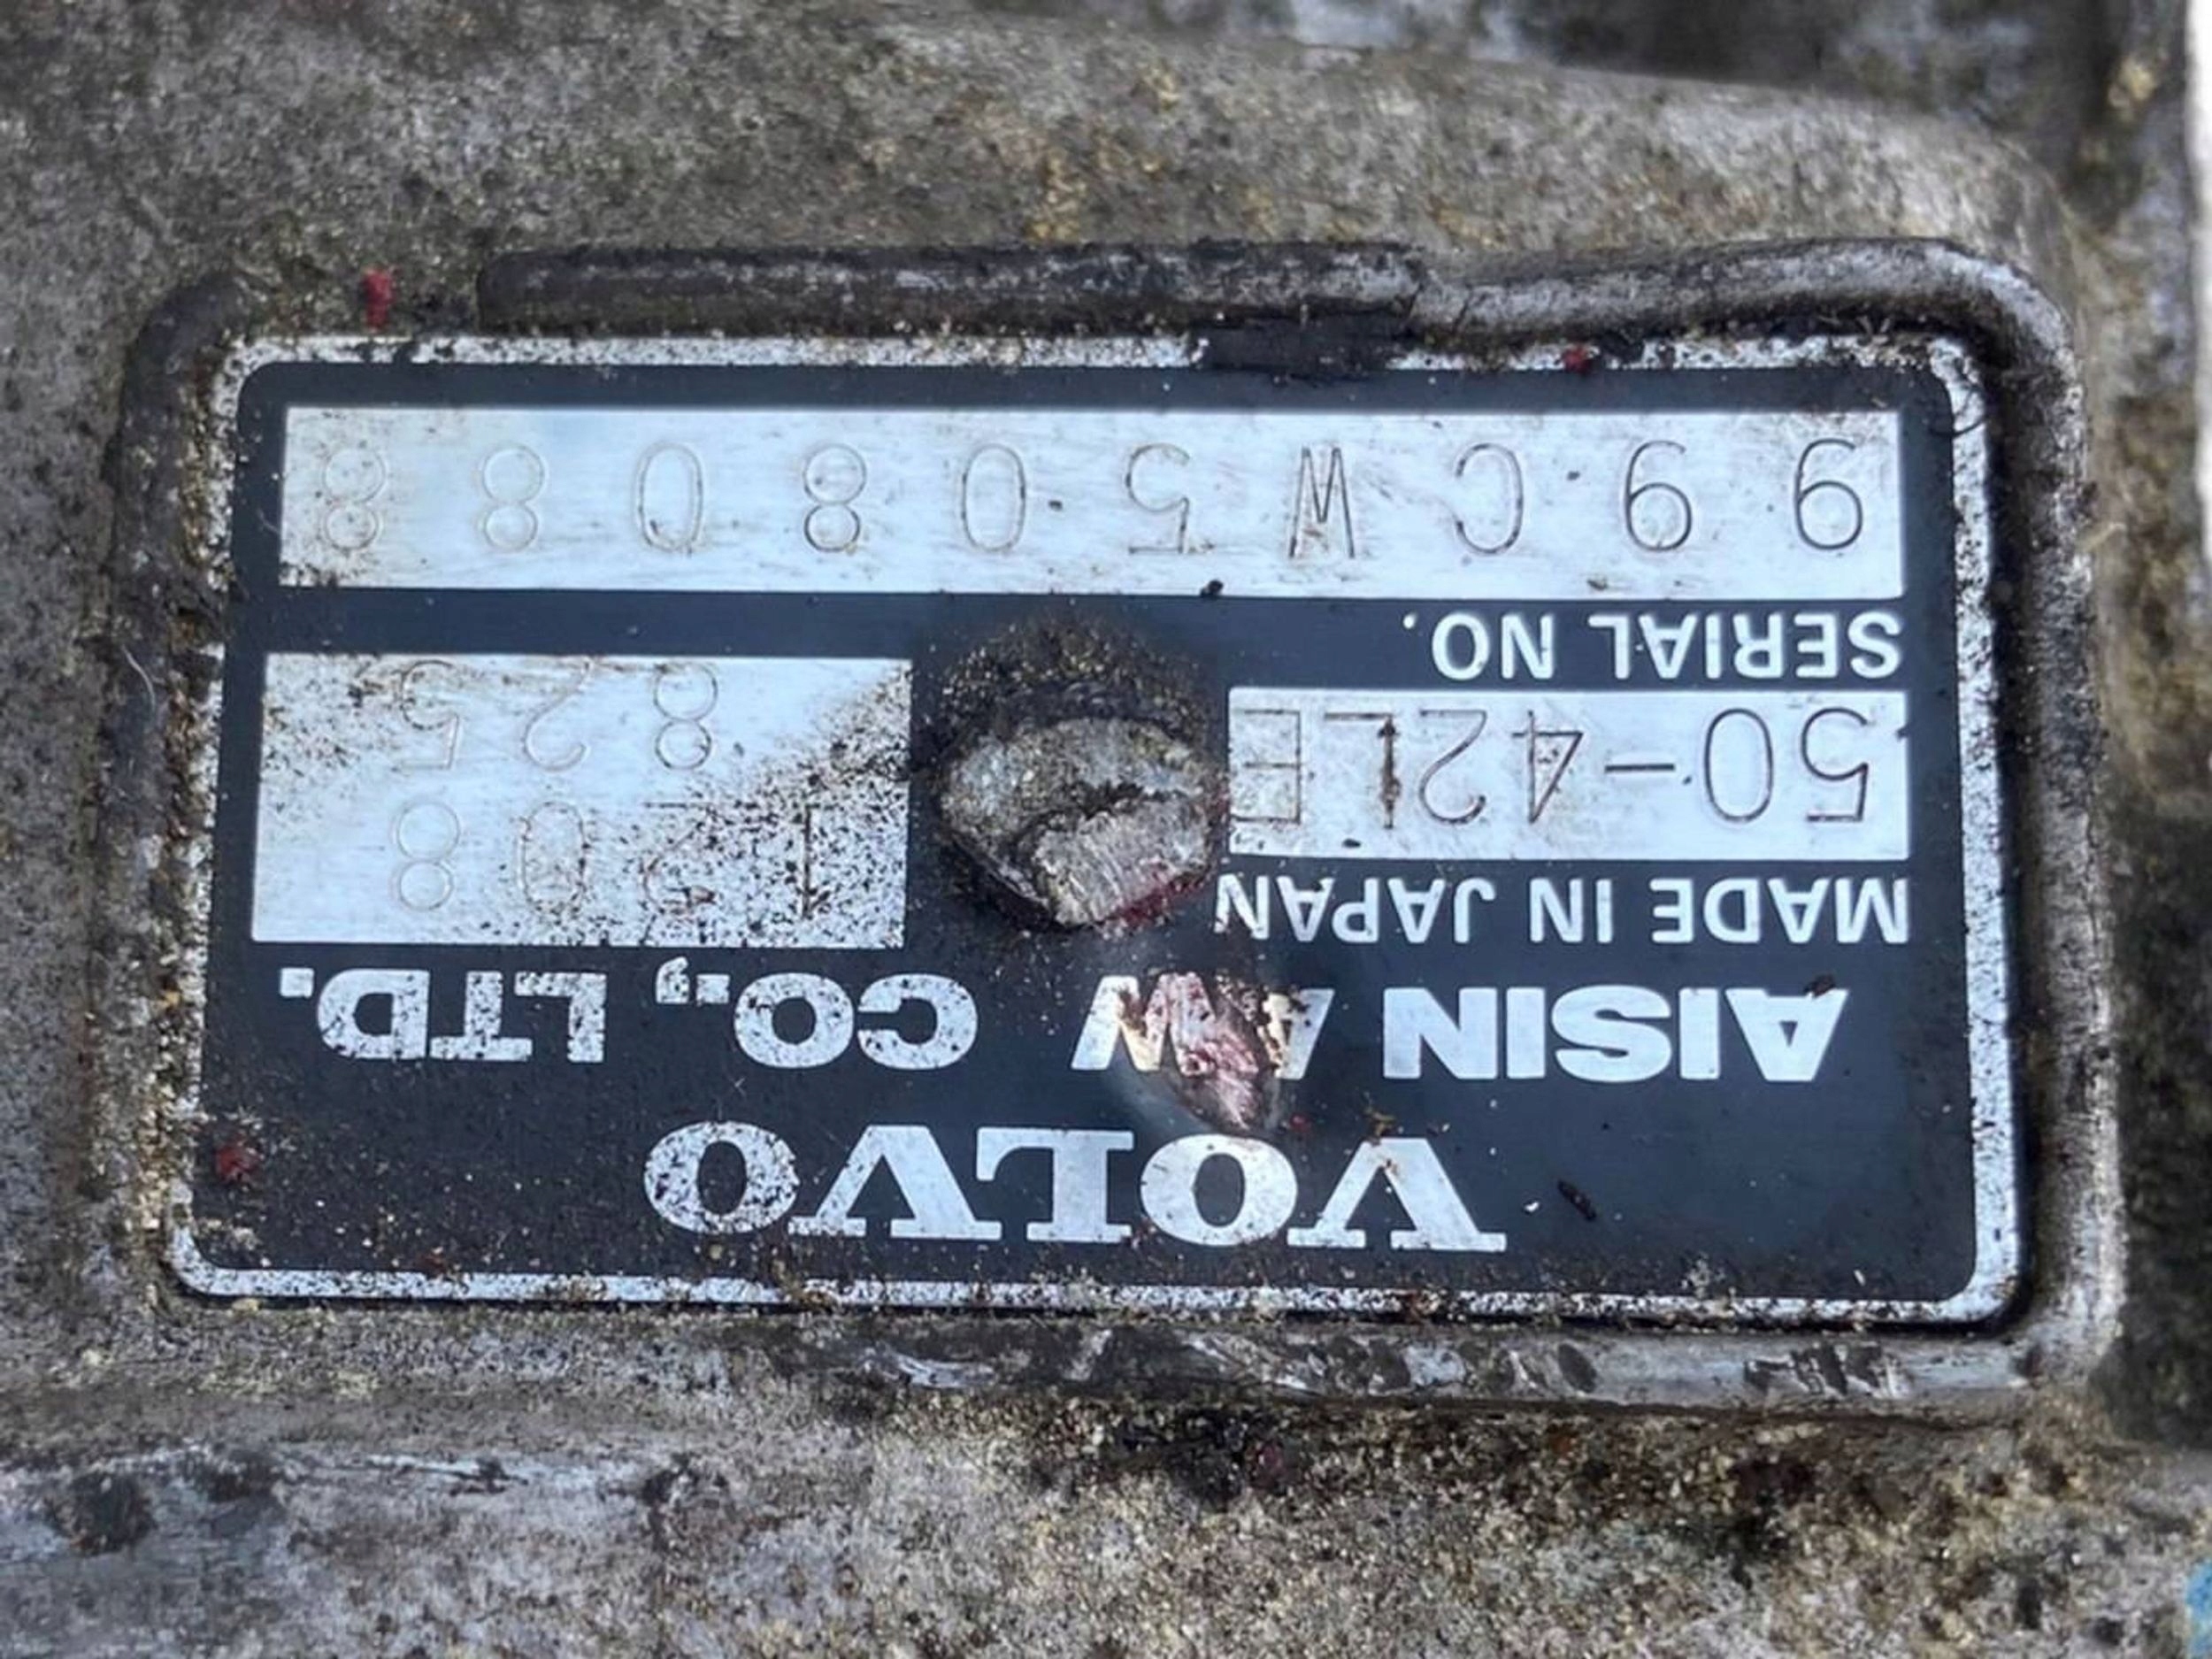 VOLVO
AISIN AW CO., LTD.
MADE IN JAPAN
50-42LE
1208
825
SERIAL NO.
99CW508088